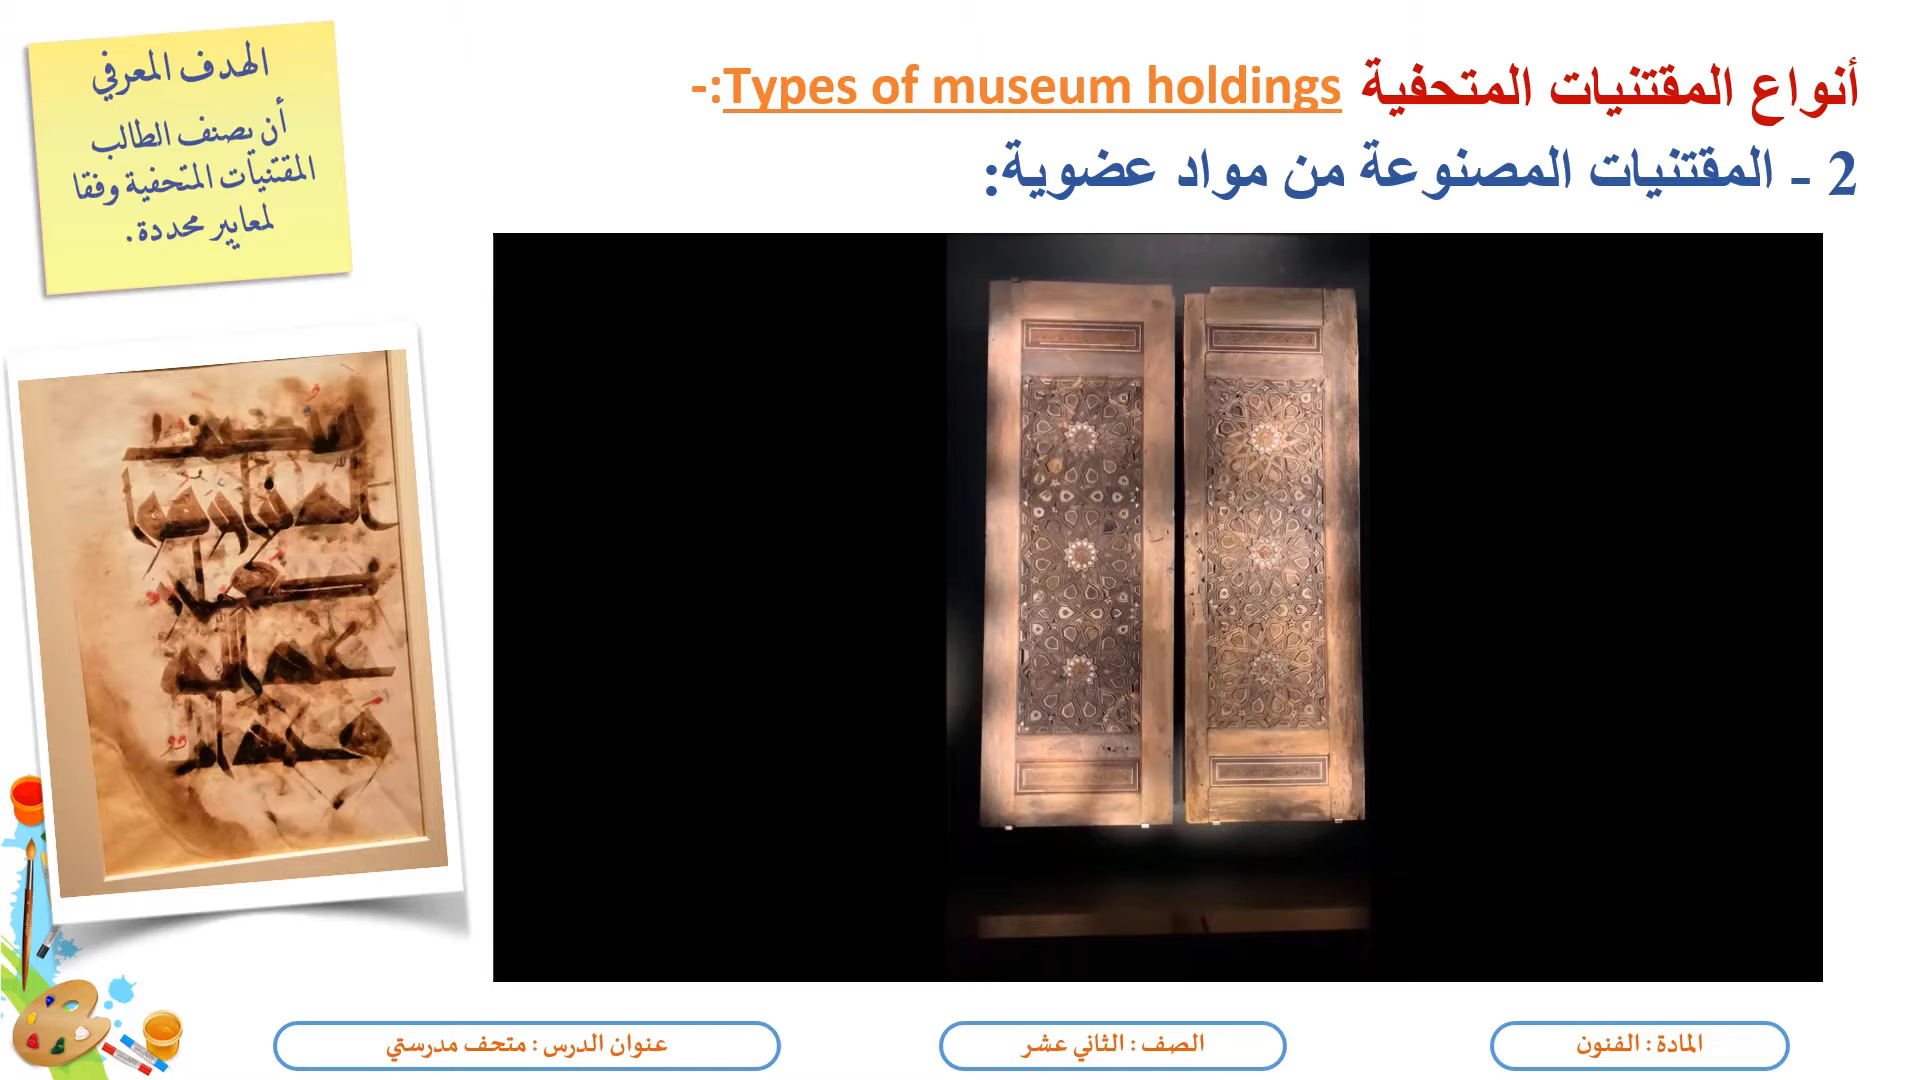 أنواع المقتنيات المتحفية Types of museum holdings:-
2 - المقتنيات المصنوعة من مواد عضوية:
الهدف المعرفي
أن يصنف الطالب
المقتنيات المتحفية وفقا
لمعايير محددة.
المادة : الفنون
الصف : الثاني عشر
عنوان الدرس : متحف مدرستي